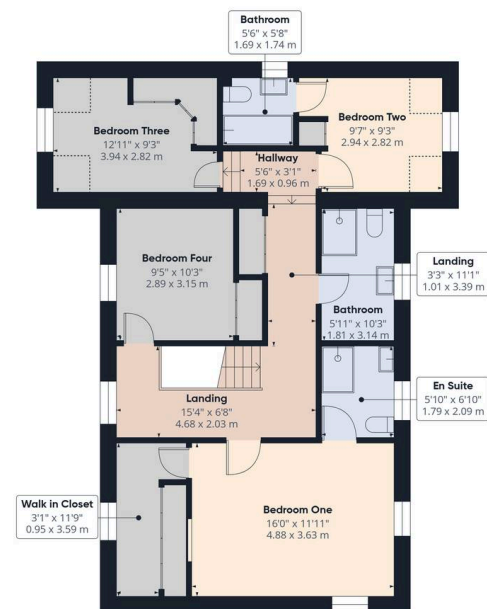 Bathroom
5'6" x 5'8"
1.69 x 1.74 m
Bedroom Three
12'11" x 9'3"
3.94 x 2.82 m
Bedroom Two
9'7" x 9'3"
2.94 x 2.82 m
Hallway
5'6" x 3'1"
1.69 x 0.96 m
Bedroom Four
9'5" x 10'3"
2.89 x 3.15 m
Landing
3'3" x 11'1"
1.01 x 3.39 m
Bathroom
5'11" x 10'3"
1.81 x 3.14 m
En Suite
5'10" x 6'10"
1.79 x 2.09 m
Landing
15'4" x 6'8"
4.68 x 2.03 m
Walk in Closet
3'1" x 11'9"
0.95 x 3.59 m
Bedroom One
16'0" x 11'11"
4.88 x 3.63 m